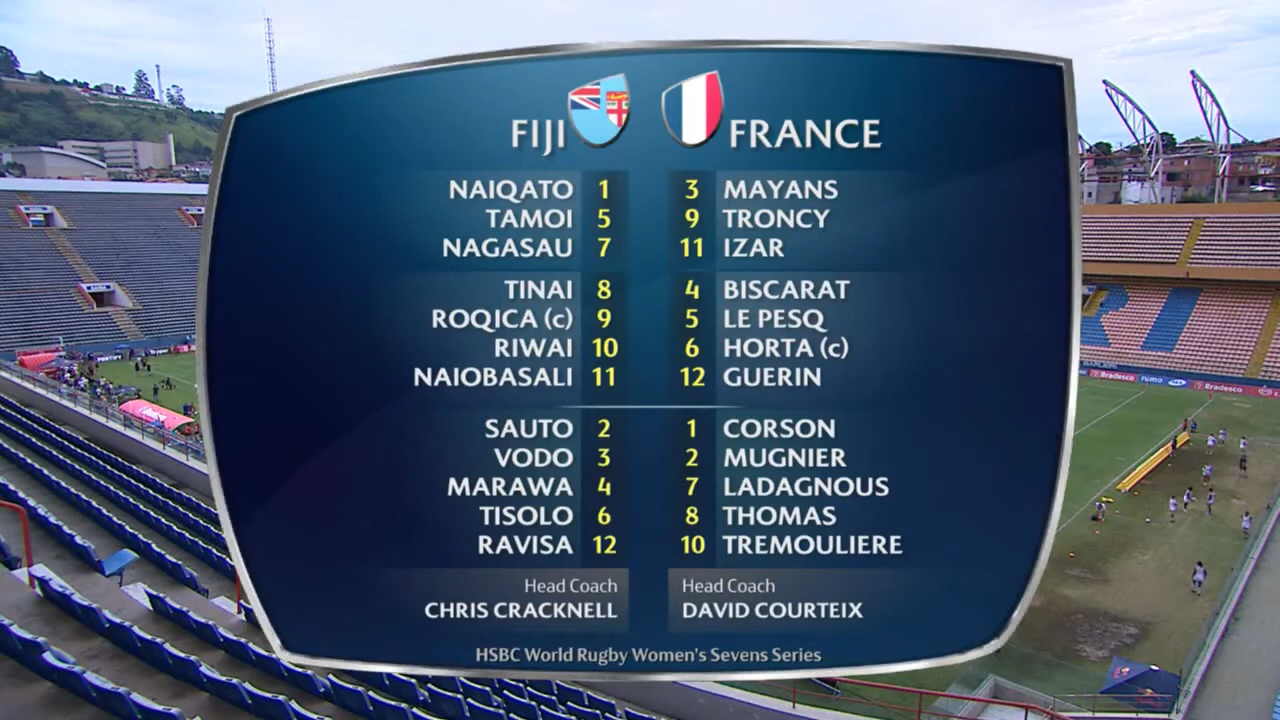 FIJI FRANCE
NAIQATO 1 3 MAYANS
TAMOI 5 9 TRONCY
NAGASAU 7 11 IZAR
TINAI 8 4 BISCARAT
ROQICA (c) 9 5 LE PESQ
RIWAI 10 6 HORTA (c)
NAIOBASALI 11 12 GUERIN
SAUTO 2 1 CORSON
VODO 3 2 MUGNIER
MARAWA 4 7 LADAGNOUS
TISOLO 6 8 THOMAS
RAVISA 12 10 TREMOULIERE
Head Coach Head Coach
CHRIS CRACKNELL DAVID COURTEIX
HSBC World Rugby Women's Sevens Series
Bradesco rumo Bradesco